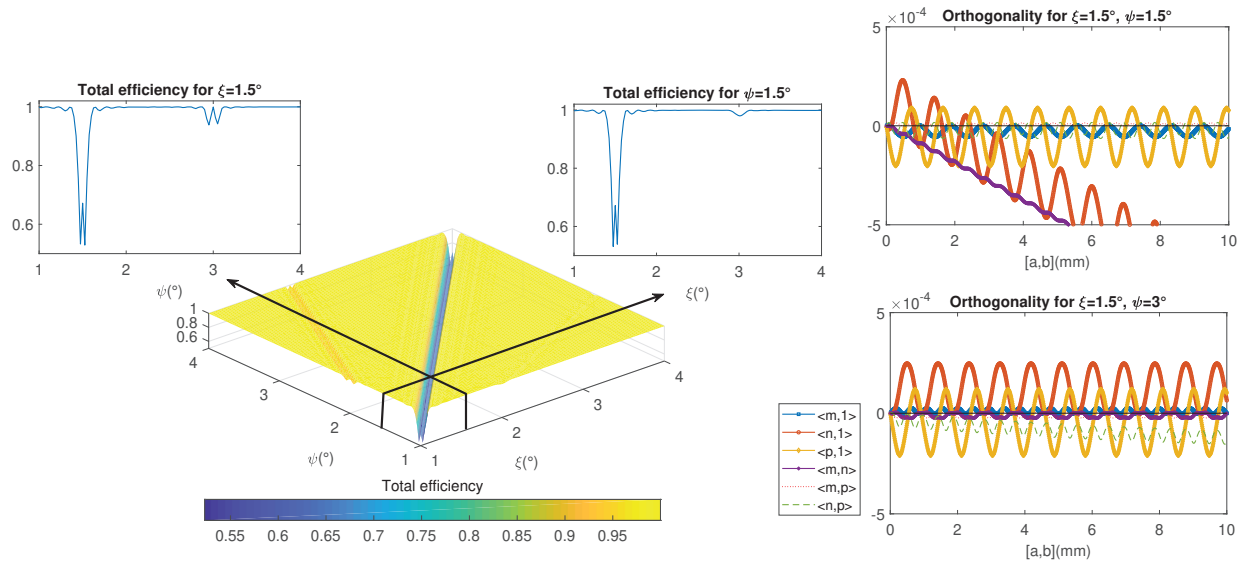 Total efficiency for ξ=1.5°
1
0.8
0.6
1
2
3
4
Total efficiency for ψ=1.5°
1
0.8
0.6
1
2
3
4
ψ(°)
ξ(°)
1
0.8
0.6
4
3
2
1
ψ(°)
1
2
3
4
ξ(°)
Total efficiency
0.55 0.6 0.65 0.7 0.75 0.8 0.85 0.9 0.95
×10⁻⁴
Orthogonality for ξ=1.5°, ψ=1.5°
5
0
-5
0 2 4 6 8 10
[a,b](mm)
×10⁻⁴
Orthogonality for ξ=1.5°, ψ=3°
5
0
-5
0 2 4 6 8 10
[a,b](mm)
<m,1>
<n,1>
<p,1>
<m,n>
<m,p>
<n,p>